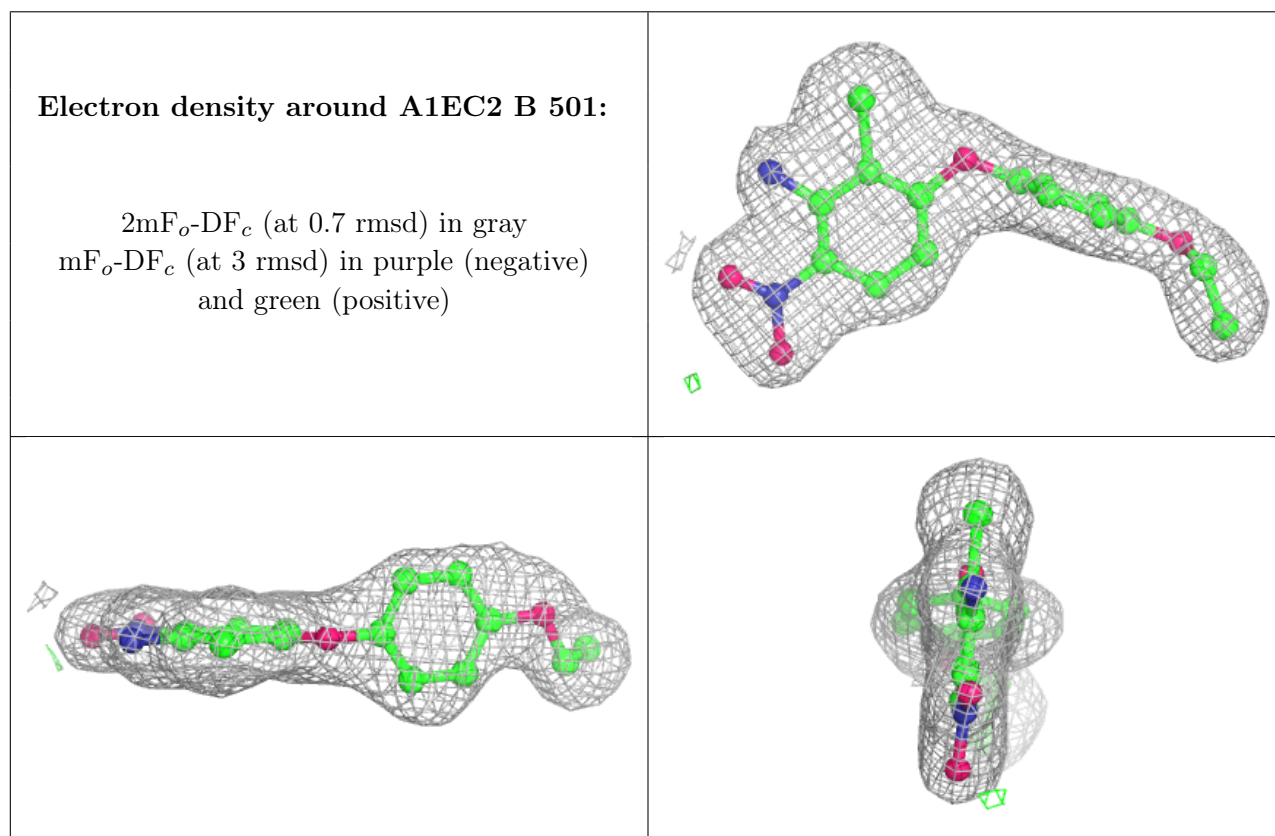 Electron density around A1EC2 B 501:
2mFo-DFc (at 0.7 rmsd) in gray
mFo-DFc (at 3 rmsd) in purple (negative)
and green (positive)